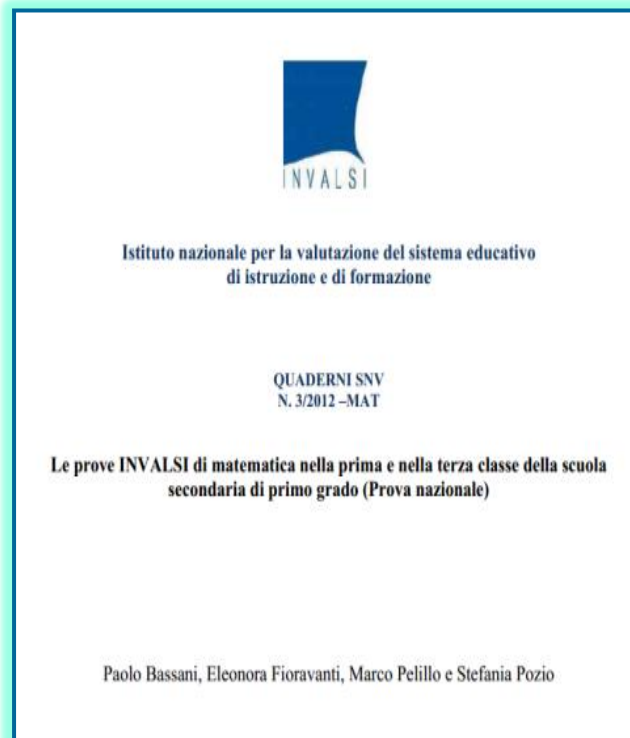 INVALSI
Istituto nazionale per la valutazione del sistema educativo
di istruzione e di formazione
QUADERNI SNV
N. 3/2012 –MAT
Le prove INVALSI di matematica nella prima e nella terza classe della scuola
secondaria di primo grado (Prova nazionale)
Paolo Bassani, Eleonora Fioravanti, Marco Pelillo e Stefania Pozio